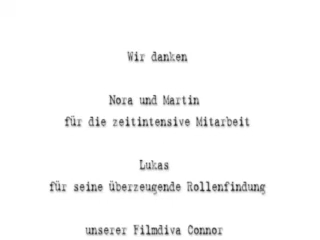 Wir danken
Nora und Martin
für die zeitintensive Mitarbeit
Lukas
für seine überzeugende Rollenfindung
unserer Filmdiva Connor